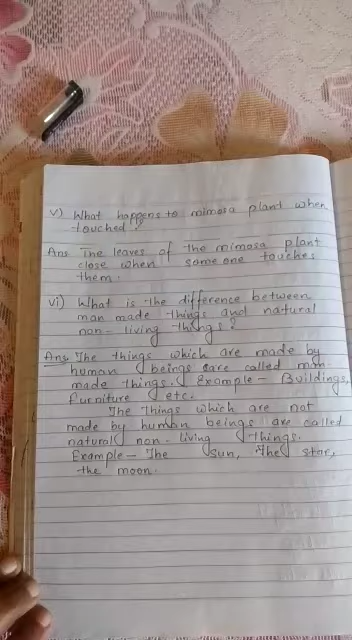 v) What happens to mimosa plant when
touched?
Ans. The leaves of the mimosa plant
close when some one touches
them.
vi) What is the difference between
man made things and natural
non-living things?
Ans. The things which are made by
human beings are called man
made things. Example - Buildings,
furniture etc.
The things which are not
made by human beings are called
natural non-living things.
Example - The sun, the star,
the moon.